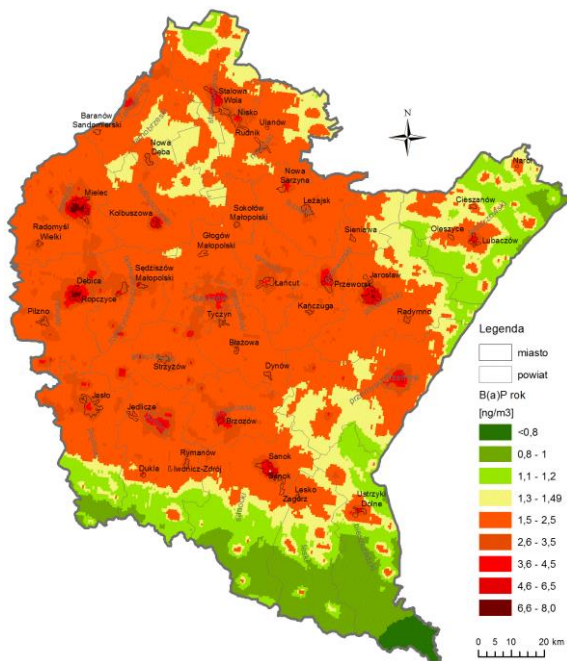 N
Stalowa
Wola
Nisko
Rudnik
Ulanów
Baranów
Sandomierski
Nowa
Dęba
Nowa
Sarzyna
Leżajsk
Mielec
Kolbuszowa
Radomyśl
Wielki
Sokołów
Małopolski
Głogów
Małopolski
Sieniawa
Narol
Cieszanów
Oleszyce
Lubaczów
Dębica
Ropczyce
Sędziszów
Małopolski
Łańcut
Przeworsk
Jarosław
Pilzno
Tyczyn
Kańczuga
Radymno
Błażowa
Strzyżów
Dynów
Jasło
Jedlicze
Brzozów
Rymanów
Dukla
Iwonicz-Zdrój
Sanok
Sanok
Lesko
Zagórz
Ustrzyki
Dolne
Legenda
miasto
powiat
B(a)P rok
[ng/m3]
<0,8
0,8 - 1
1,1 - 1,2
1,3 - 1,49
1,5 - 2,5
2,6 - 3,5
3,6 - 4,5
4,6 - 6,5
6,6 - 8,0
0 5 10 20 km